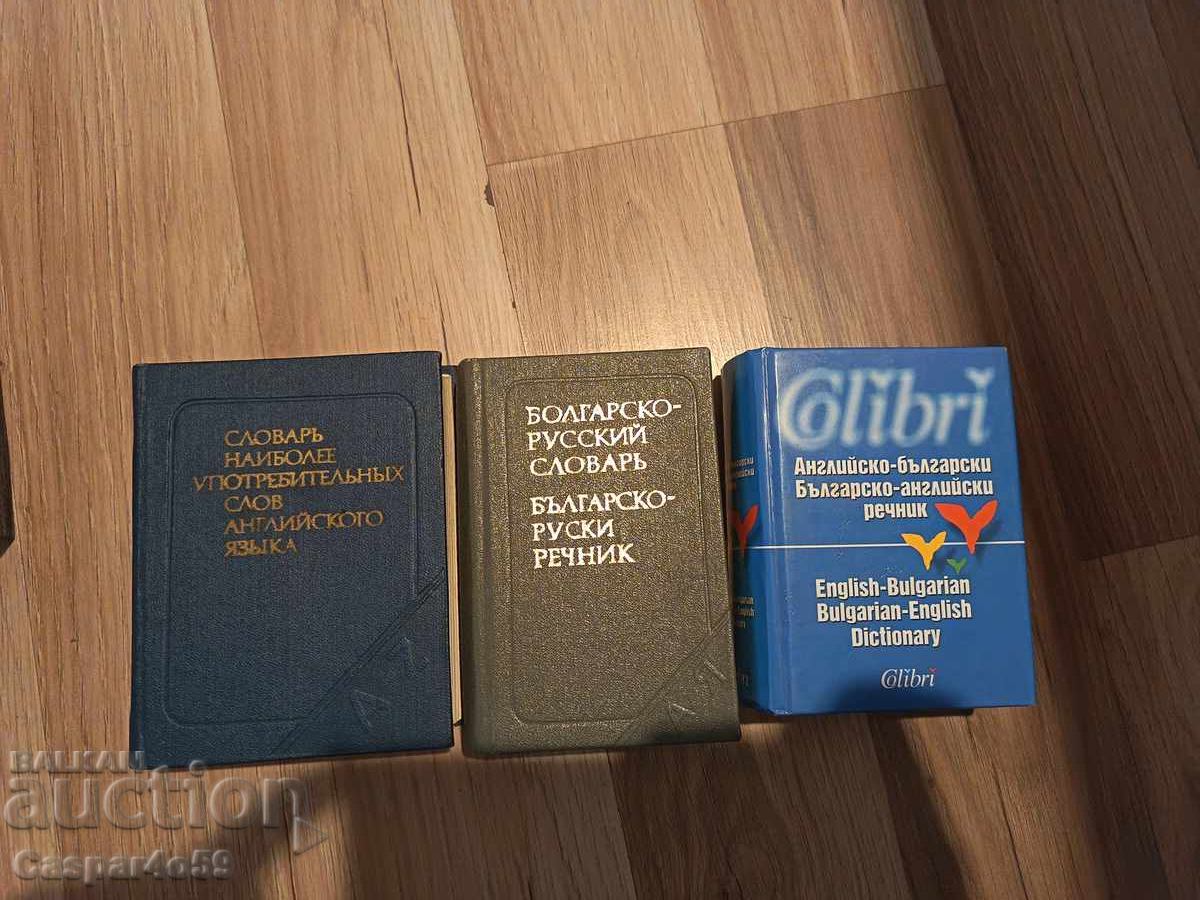 СЛОВАРЬ
НАИБОЛЕЕ
УПОТРЕБИТЕЛЬНЫХ
СЛОВ
АНГЛИЙСКОГО
ЯЗЫКА
БОЛГАРСКО-
РУССКИЙ
СЛОВАРЬ
БЪЛГАРСКО-
РУСКИ
РЕЧНИК
Colibri
Английско-български
Българско-английски
речник
English-Bulgarian
Bulgarian-English
Dictionary
Colibri
БАЛКАН
auction
Caspar4o59